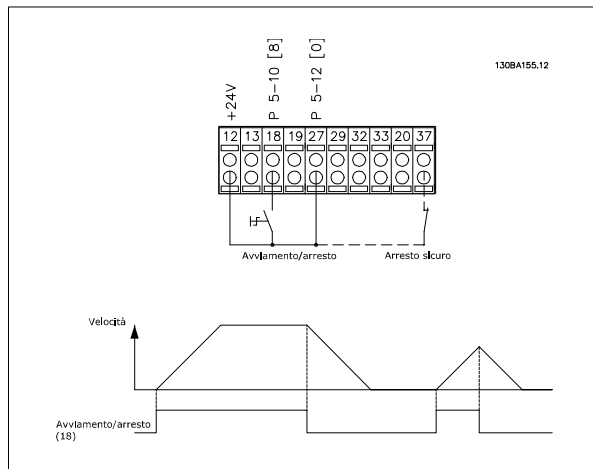 130BA155.12
+24V
P 5-10 [8]
P 5-12 [0]
12 13 18 19 27 29 32 33 20 37
Avviamento/arresto
Arresto sicuro
Velocità
Avviamento/arresto
(18)